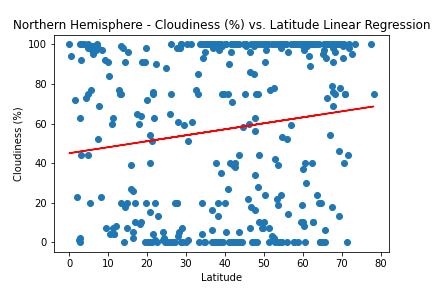 Northern Hemisphere - Cloudiness (%) vs. Latitude Linear Regression
Cloudiness (%)
100
80
60
40
20
0
0 10 20 30 40 50 60 70 80
Latitude